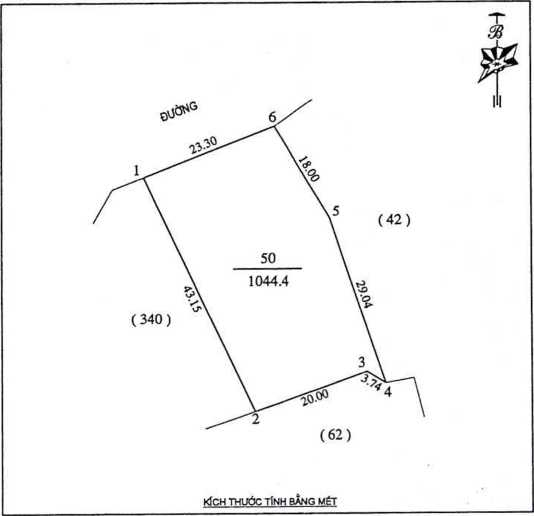 B
ĐƯỜNG
6
23.30
1
18.00
5
( 42 )
50
1044.4
29.04
43.15
( 340 )
3
3.74
4
20.00
2
( 62 )
KÍCH THƯỚC TÍNH BẰNG MÉT